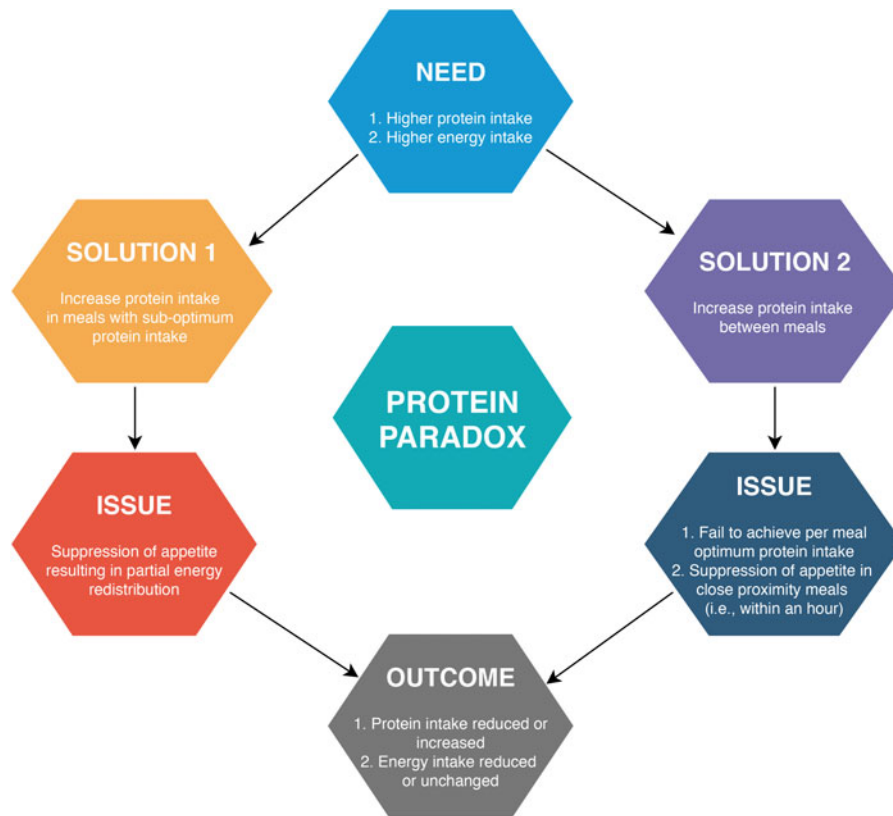 NEED
1. Higher protein intake
2. Higher energy intake
SOLUTION 1
Increase protein intake
in meals with sub-optimum
protein intake
SOLUTION 2
Increase protein intake
between meals
PROTEIN
PARADOX
ISSUE
Suppression of appetite
resulting in partial energy
redistribution
ISSUE
1. Fail to achieve per meal
optimum protein intake
2. Suppression of appetite in
close proximity meals
(i.e., within an hour)
OUTCOME
1. Protein intake reduced or
increased
2. Energy intake reduced
or unchanged